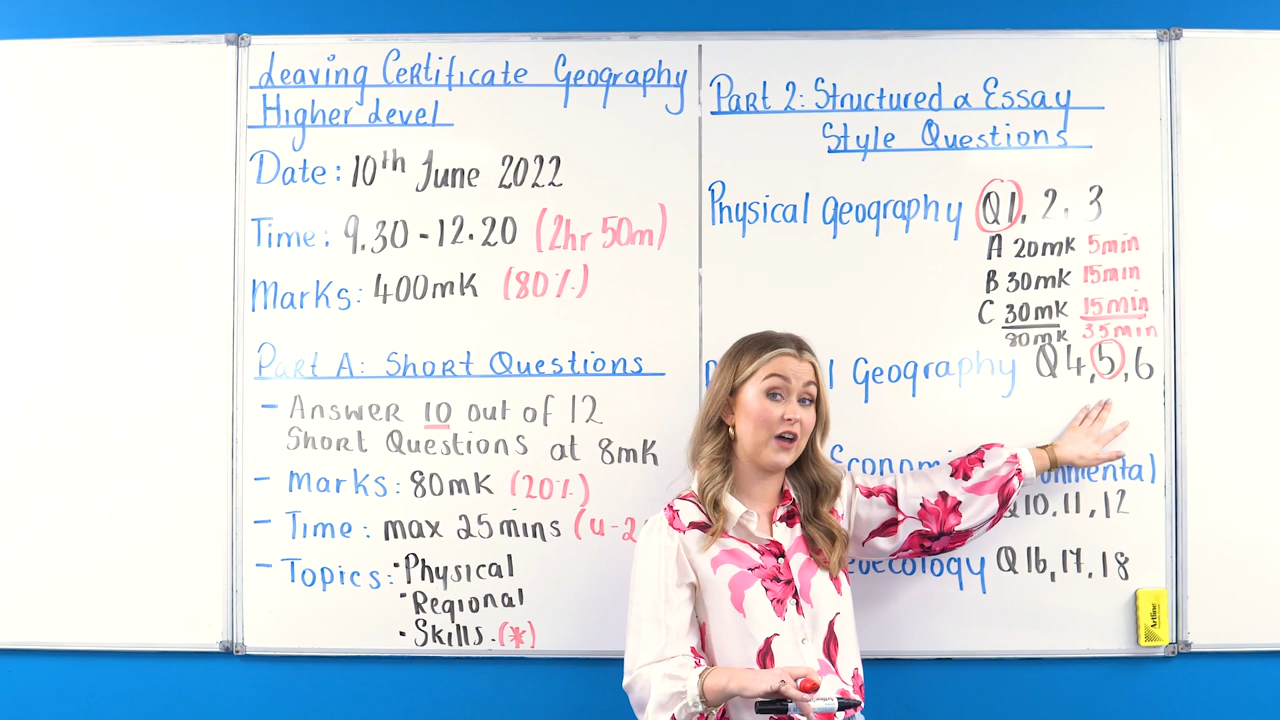 Leaving Certificate Geography
Higher Level
Date: 10th June 2022
Time: 9.30 - 12.20 (2hr 50m)
Marks: 400mk (80%)
Part A: Short Questions
- Answer 10 out of 12
Short Questions at 8mk
- Marks: 80mk (20%)
- Time: max 25mins
- Topics: • Physical
• Regional
• Skills. (*)
Part 2: Structured & Essay
Style Questions
Physical Geography Q1, 2, 3
A 20mk 5min
B 30mk 15min
C 30mk 15min
80mk 35min
Geography Q4, 5, 6
Q10, 11, 12
Q16, 17, 18
Artline